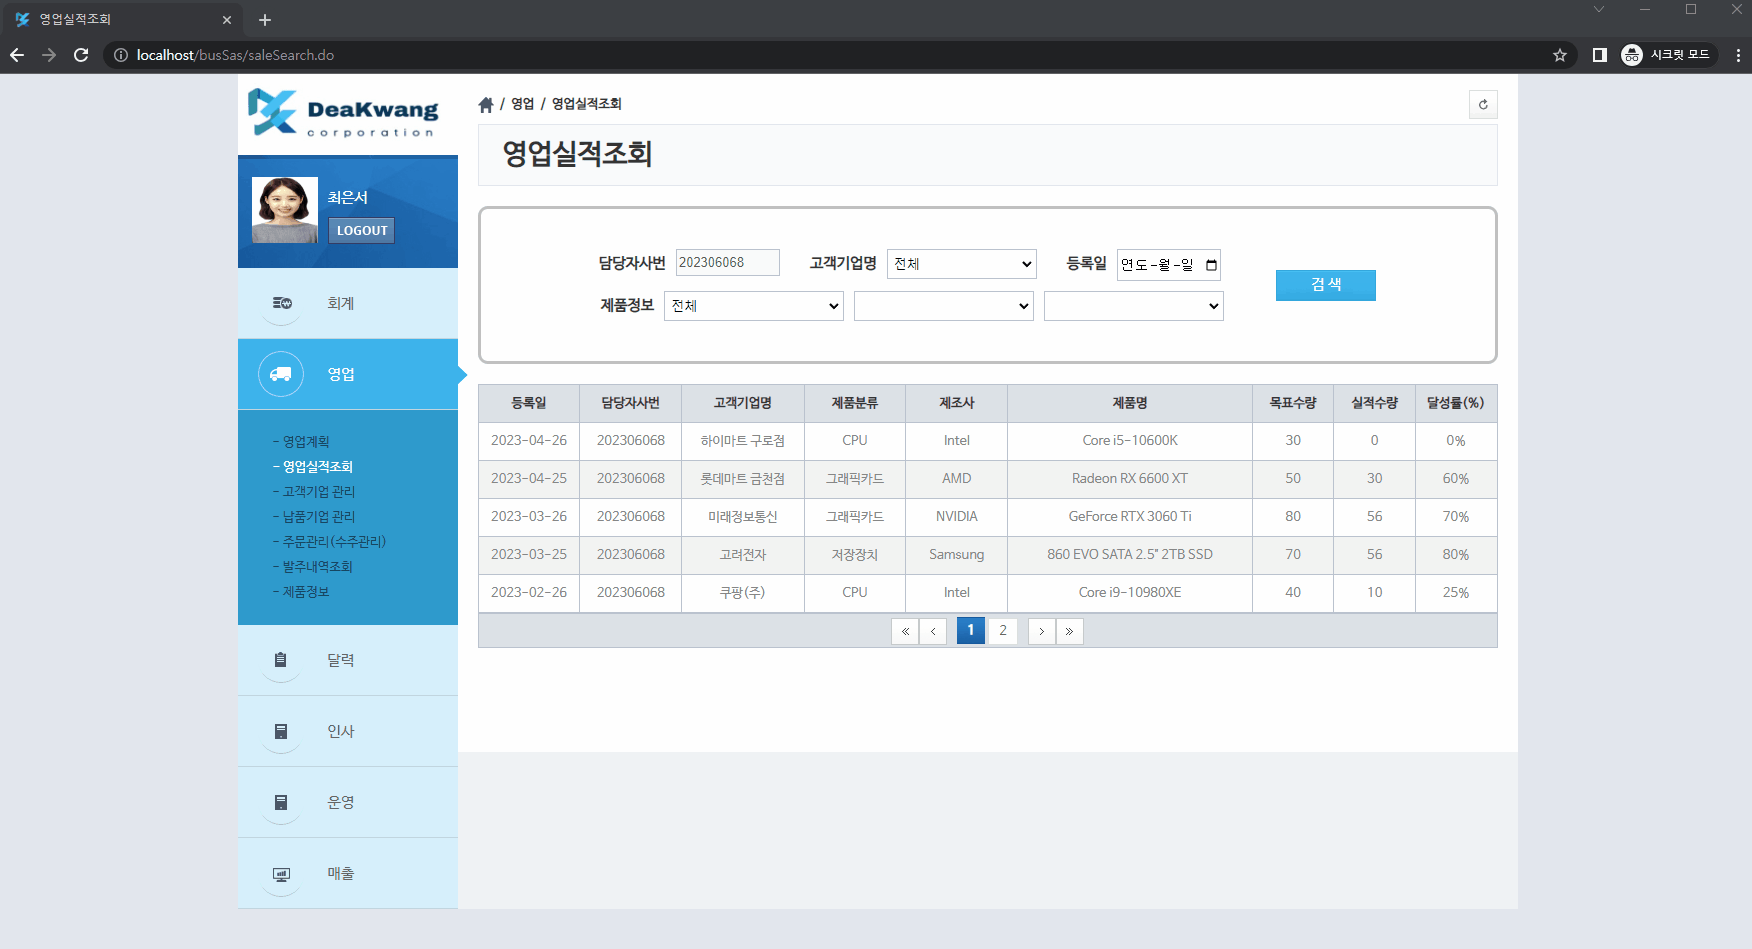 영업실적조회
localhost/busSas/saleSearch.do
시크릿 모드
DeaKwang
corporation
최은서
LOGOUT
회계
영업
- 영업계획
- 영업실적조회
- 고객기업 관리
- 납품기업 관리
- 주문관리(수주관리)
- 발주내역조회
- 제품정보
달력
인사
운영
매출
/ 영업 / 영업실적조회
영업실적조회
담당자사번 202306068 고객기업명 전체 등록일 연도-월-일
제품정보 전체
검 색
등록일 담당자사번 고객기업명 제품분류 제조사 제품명 목표수량 실적수량 달성률(%)
2023-04-26 202306068 하이마트 구로점 CPU Intel Core i5-10600K 30 0 0%
2023-04-25 202306068 롯데마트 금천점 그래픽카드 AMD Radeon RX 6600 XT 50 30 60%
2023-03-26 202306068 미래정보통신 그래픽카드 NVIDIA GeForce RTX 3060 Ti 80 56 70%
2023-03-25 202306068 고려전자 저장장치 Samsung 860 EVO SATA 2.5" 2TB SSD 70 56 80%
2023-02-26 202306068 쿠팡(주) CPU Intel Core i9-10980XE 40 10 25%
« ‹ 1 2 › »